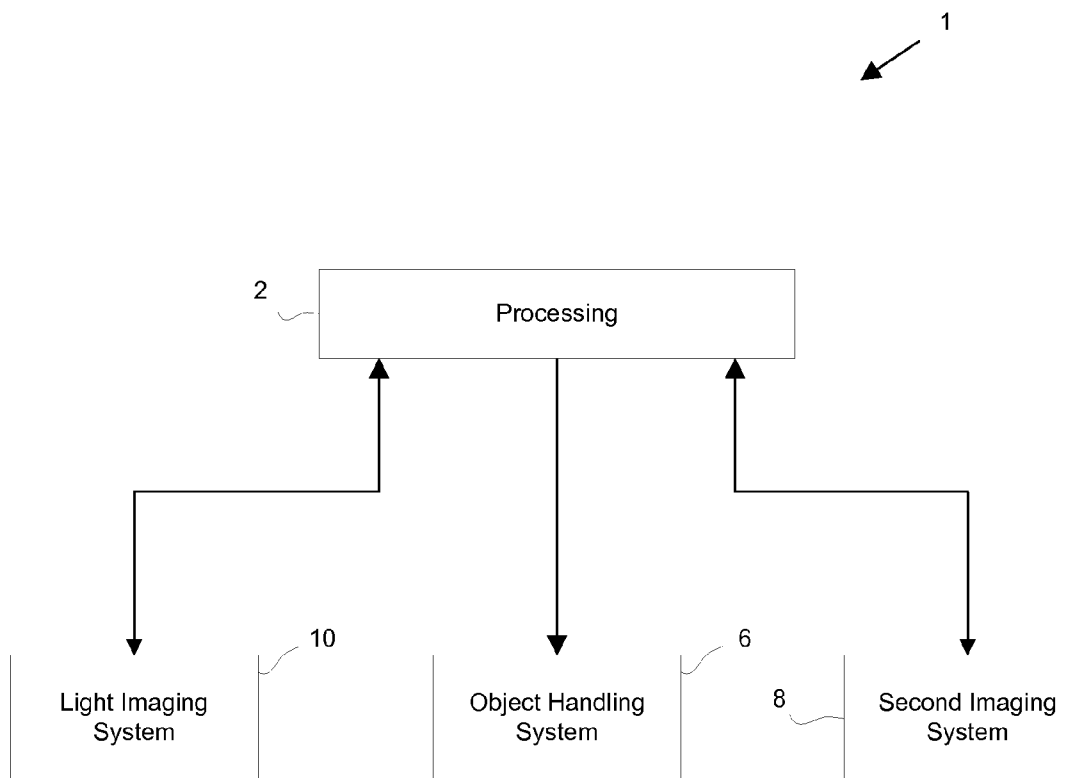 1
2
Processing
10
6
Light Imaging
System
Object Handling
System
8
Second Imaging
System